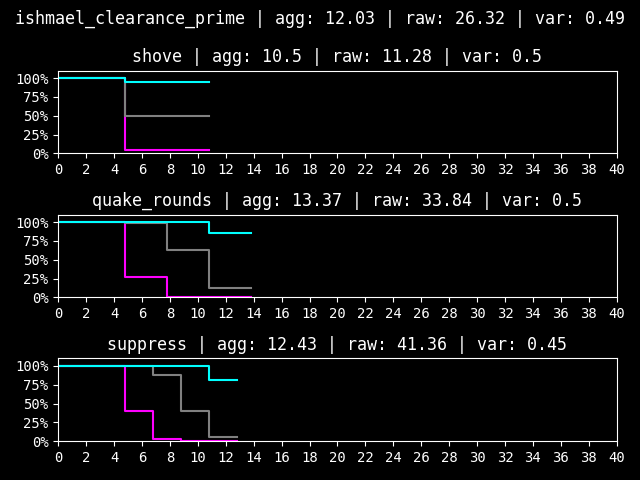 ishmael_clearance_prime | agg: 12.03 | raw: 26.32 | var: 0.49
shove | agg: 10.5 | raw: 11.28 | var: 0.5
100%
75%
50%
25%
0%
0 2 4 6 8 10 12 14 16 18 20 22 24 26 28 30 32 34 36 38 40
quake_rounds | agg: 13.37 | raw: 33.84 | var: 0.5
100%
75%
50%
25%
0%
0 2 4 6 8 10 12 14 16 18 20 22 24 26 28 30 32 34 36 38 40
suppress | agg: 12.43 | raw: 41.36 | var: 0.45
100%
75%
50%
25%
0%
0 2 4 6 8 10 12 14 16 18 20 22 24 26 28 30 32 34 36 38 40